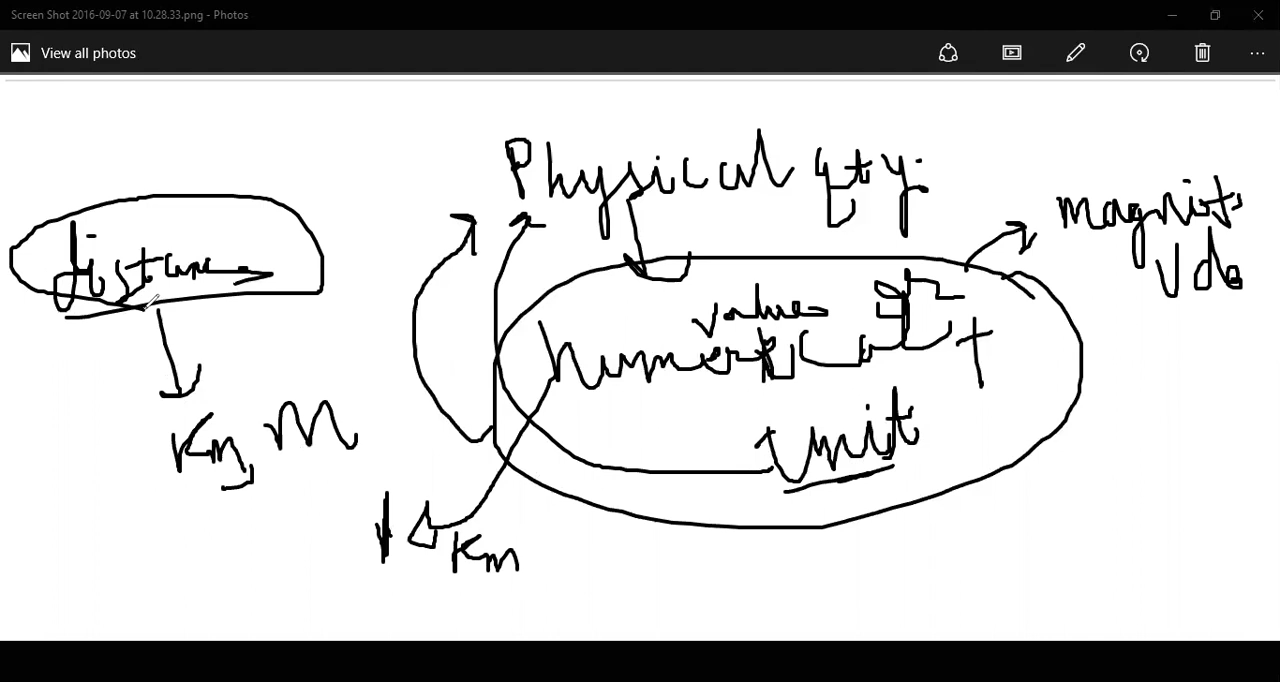 Screen Shot 2016-09-07 at 10.28.33.png - Photos
View all photos
Physical qty.
magnitude
distance
value
Numerical +
Unit
Km, M
Km